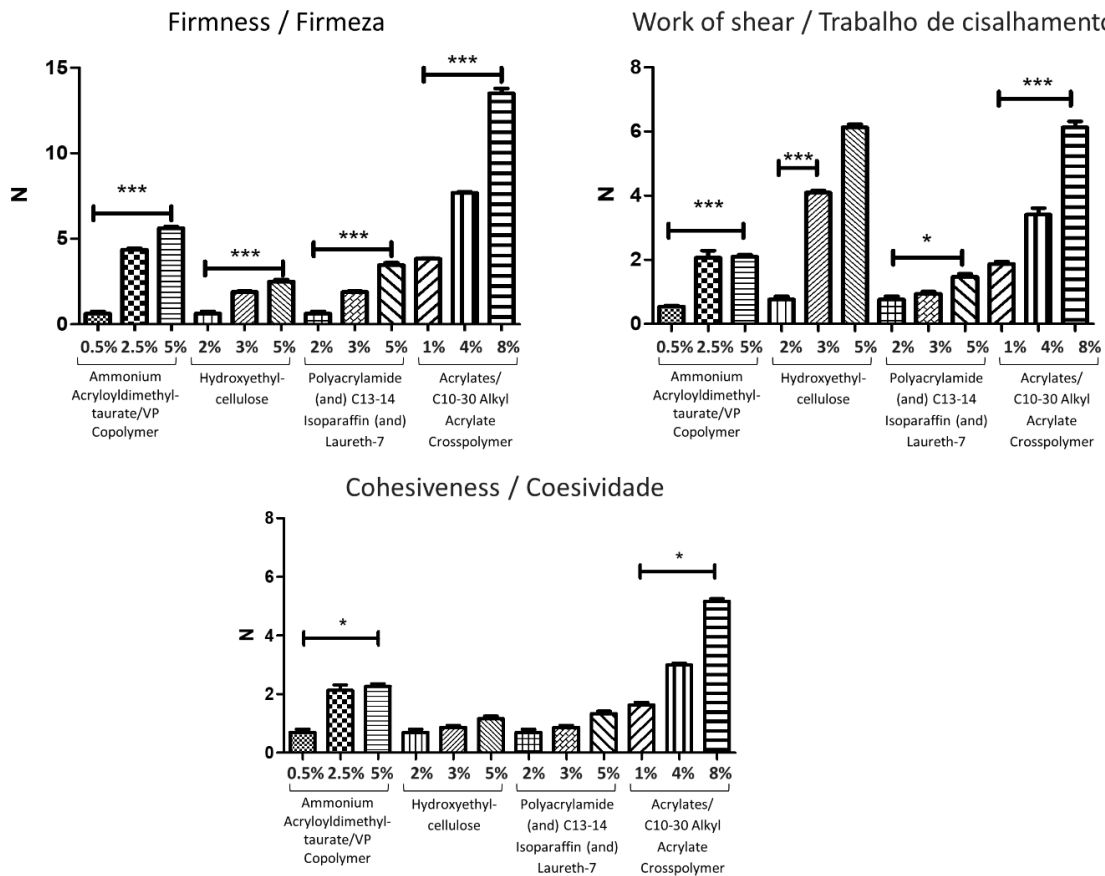 Firmness / Firmeza
N
15
10
5
0
***
***
***
***
0.5% 2.5% 5% 2% 3% 5% 2% 3% 5% 1% 4% 8%
Ammonium
Acryloyldimethyl-
taurate/VP
Copolymer
Hydroxyethyl-
cellulose
Polyacrylamide
(and) C13-14
Isoparaffin (and)
Laureth-7
Acrylates/
C10-30 Alkyl
Acrylate
Crosspolymer
Work of shear / Trabalho de cisalhamento
N
8
6
4
2
0
***
***
*
***
0.5% 2.5% 5% 2% 3% 5% 2% 3% 5% 1% 4% 8%
Ammonium
Acryloyldimethyl-
taurate/VP
Copolymer
Hydroxyethyl-
cellulose
Polyacrylamide
(and) C13-14
Isoparaffin (and)
Laureth-7
Acrylates/
C10-30 Alkyl
Acrylate
Crosspolymer
Cohesiveness / Coesividade
N
8
6
4
2
0
*
*
0.5% 2.5% 5% 2% 3% 5% 2% 3% 5% 1% 4% 8%
Ammonium
Acryloyldimethyl-
taurate/VP
Copolymer
Hydroxyethyl-
cellulose
Polyacrylamide
(and) C13-14
Isoparaffin (and)
Laureth-7
Acrylates/
C10-30 Alkyl
Acrylate
Crosspolymer